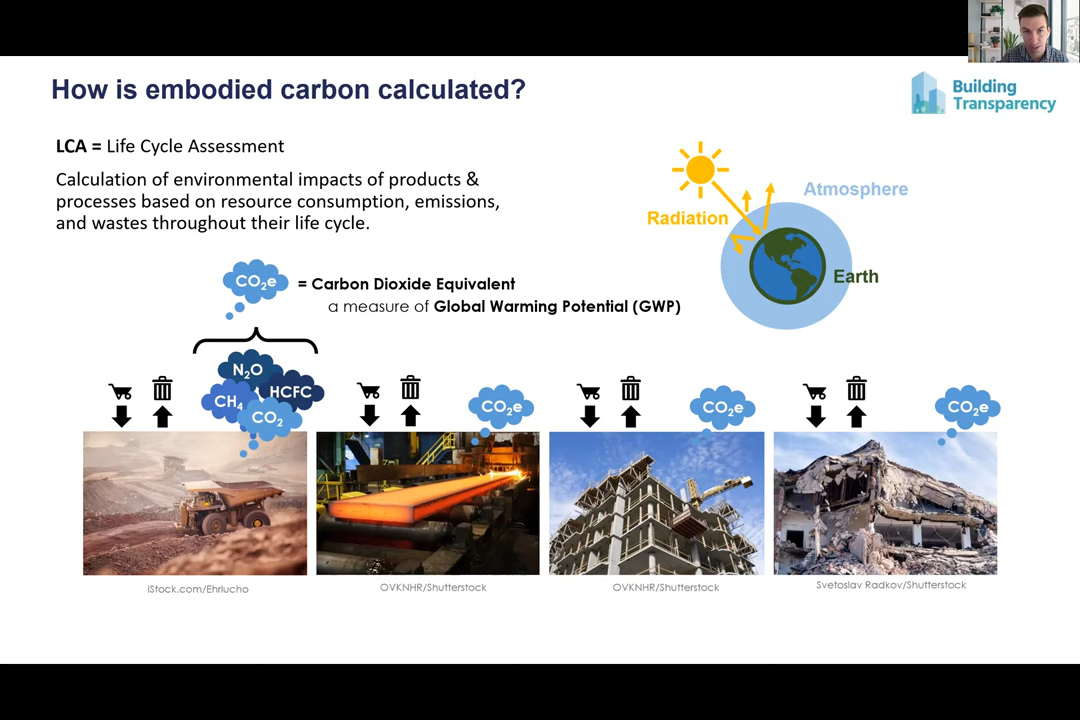 How is embodied carbon calculated?
Building
Transparency
LCA = Life Cycle Assessment
Calculation of environmental impacts of products &
processes based on resource consumption, emissions,
and wastes throughout their life cycle.
Atmosphere
Radiation
Earth
CO₂e = Carbon Dioxide Equivalent
a measure of Global Warming Potential (GWP)
N₂O
HCFC
CH₄
CO₂
CO₂e
CO₂e
CO₂e
iStock.com/Ehrlucho
OVKNHR/Shutterstock
OVKNHR/Shutterstock
Svetoslav Radkov/Shutterstock